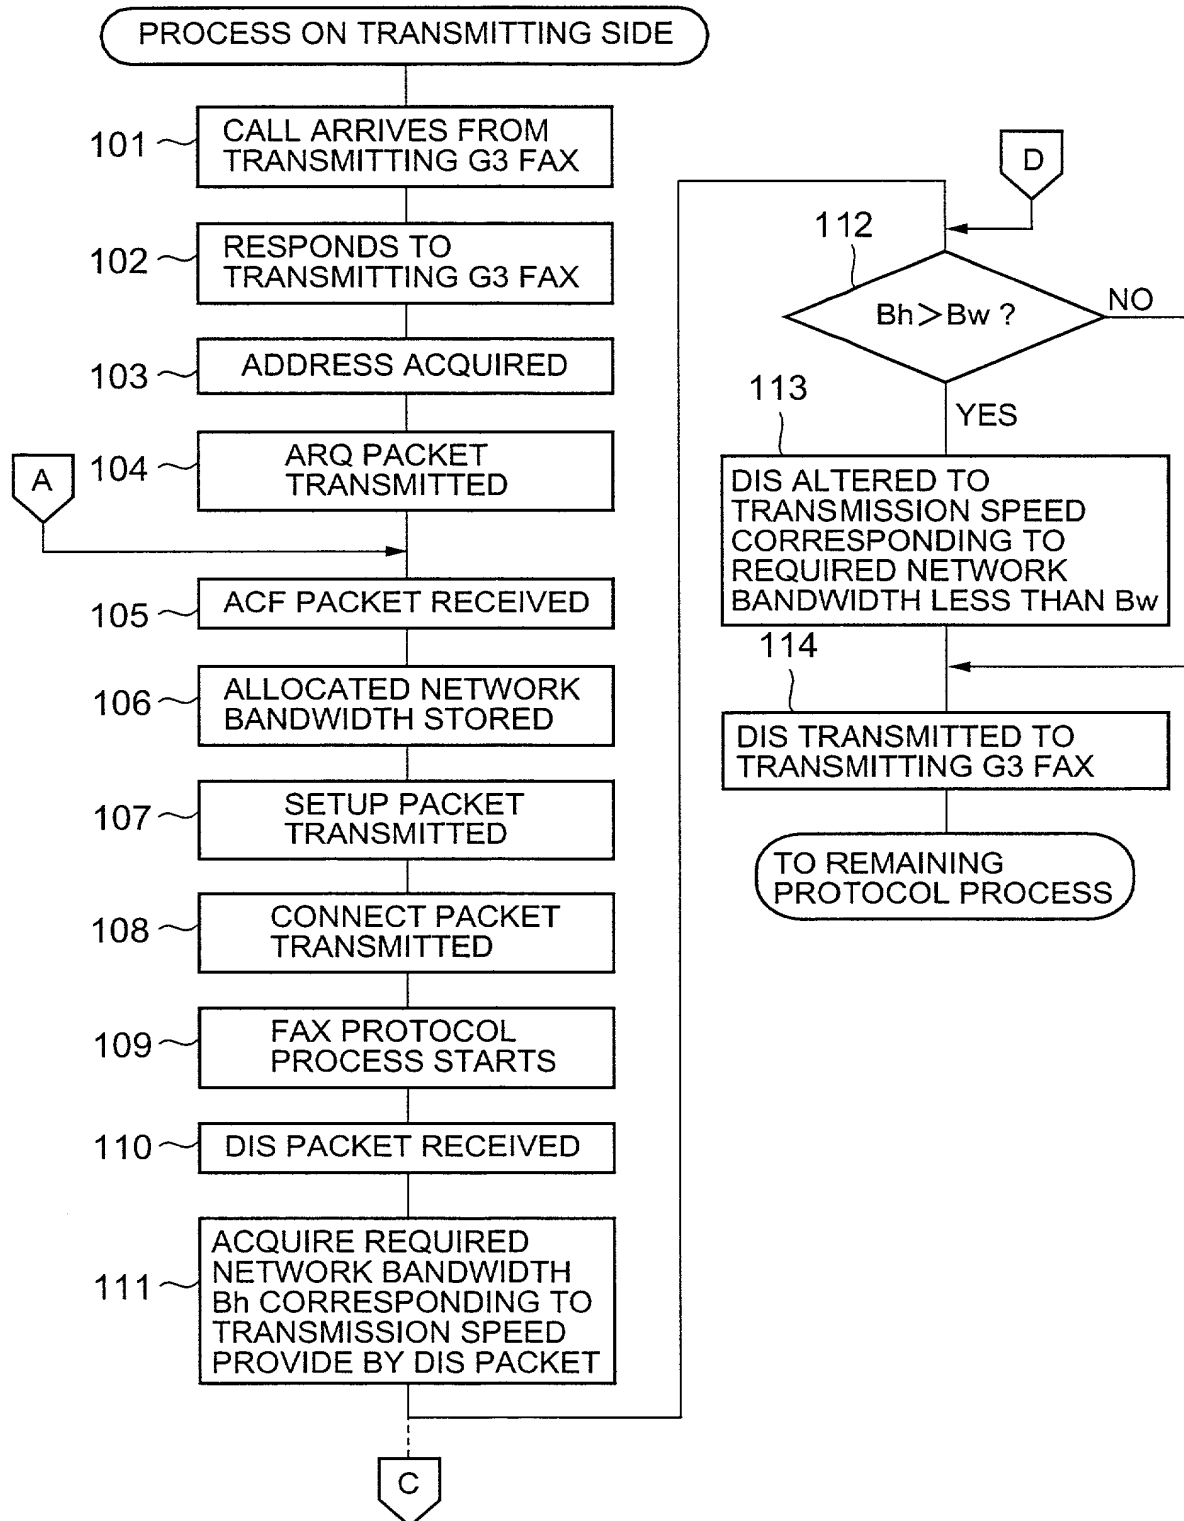 PROCESS ON TRANSMITTING SIDE
101
CALL ARRIVES FROM
TRANSMITTING G3 FAX
102
RESPONDS TO
TRANSMITTING G3 FAX
103
ADDRESS ACQUIRED
104
ARQ PACKET
TRANSMITTED
A
105
ACF PACKET RECEIVED
106
ALLOCATED NETWORK
BANDWIDTH STORED
107
SETUP PACKET
TRANSMITTED
108
CONNECT PACKET
TRANSMITTED
109
FAX PROTOCOL
PROCESS STARTS
110
DIS PACKET RECEIVED
111
ACQUIRE REQUIRED
NETWORK BANDWIDTH
Bh CORRESPONDING TO
TRANSMISSION SPEED
PROVIDE BY DIS PACKET
C
D
112
Bh>Bw ?
NO
YES
113
DIS ALTERED TO
TRANSMISSION SPEED
CORRESPONDING TO
REQUIRED NETWORK
BANDWIDTH LESS THAN Bw
114
DIS TRANSMITTED TO
TRANSMITTING G3 FAX
TO REMAINING
PROTOCOL PROCESS